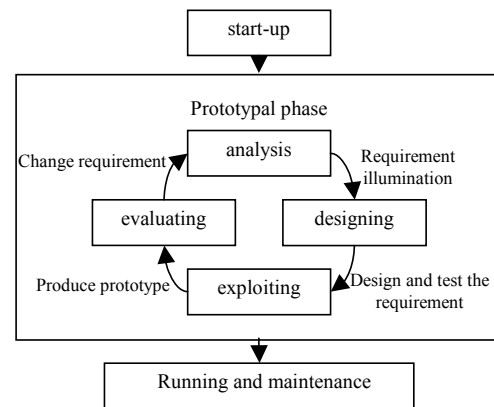 start-up
Prototypal phase
analysis
Change requirement
Requirement
illumination
evaluating
designing
Produce prototype
exploiting
Design and test the
requirement
Running and maintenance